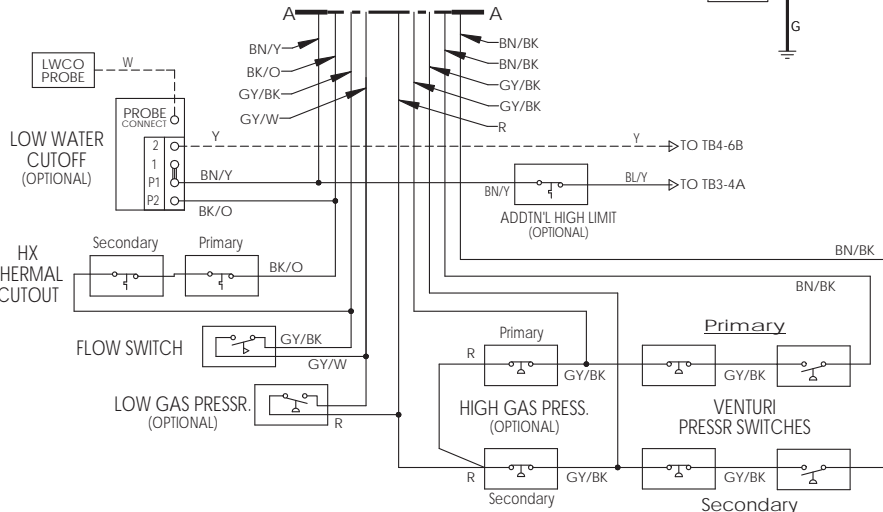 A A
G
BN/Y
BK/O
GY/BK
GY/W
BN/BK
BN/BK
GY/BK
GY/BK
R
LWCO
PROBE
W
PROBE
CONNECT
LOW WATER
CUTOFF
(OPTIONAL)
2
1
P1
P2
Y
Y
TO TB4-6B
BN/Y
BK/O
BN/Y
BL/Y
TO TB3-4A
ADDTN'L HIGH LIMIT
(OPTIONAL)
HX
HERMAL
CUTOUT
Secondary
Primary
BK/O
BN/BK
BN/BK
FLOW SWITCH
GY/BK
GY/W
LOW GAS PRESSR.
(OPTIONAL)
R
Primary
R
GY/BK
HIGH GAS PRESS.
(OPTIONAL)
R
GY/BK
Secondary
Primary
GY/BK
VENTURI
PRESSR SWITCHES
GY/BK
Secondary